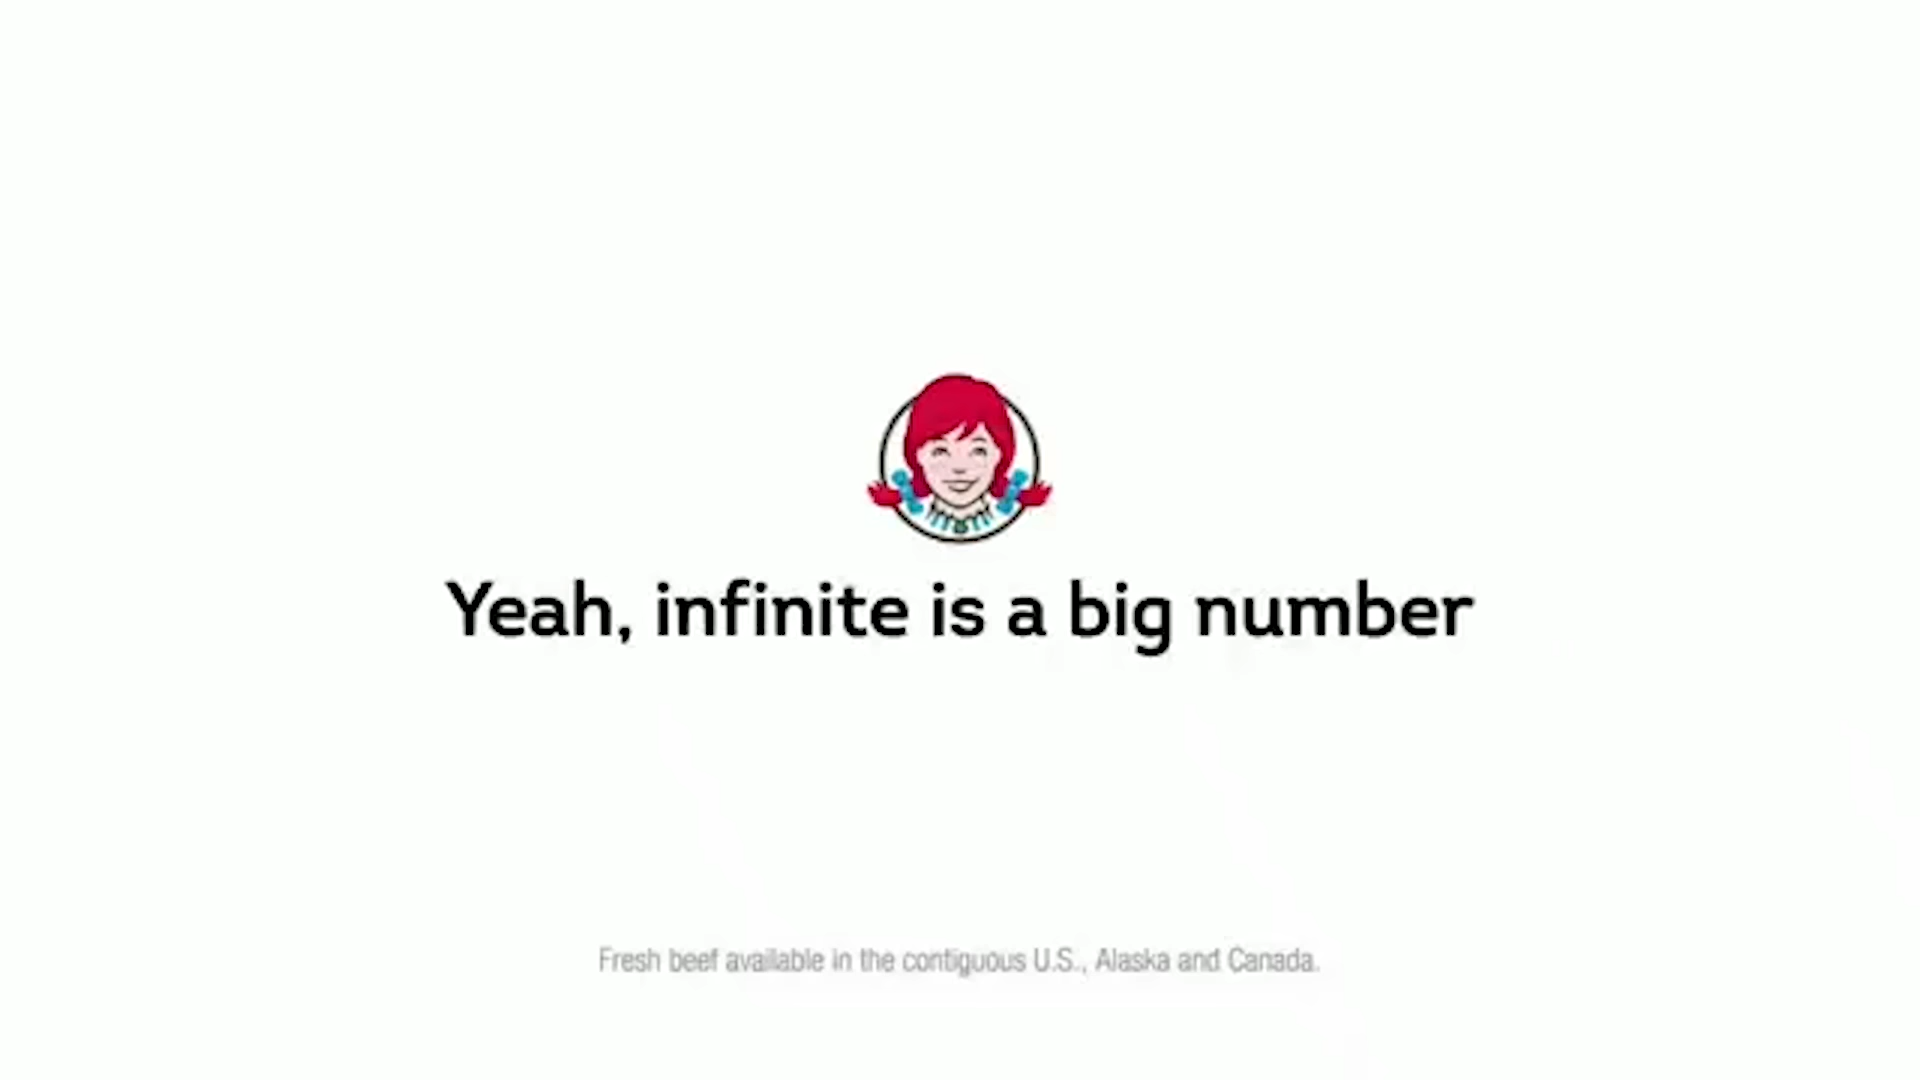 Yeah, infinite is a big number
Fresh beef available in the contiguous U.S., Alaska and Canada.